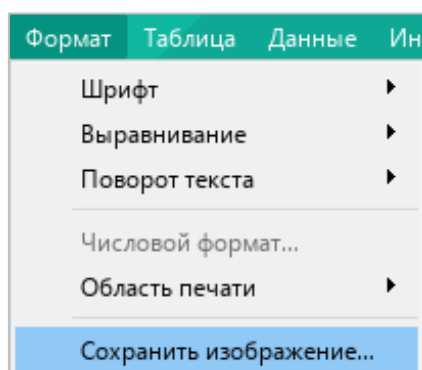 Формат Таблица Данные Ин
Шрифт
Выравнивание
Поворот текста
Числовой формат...
Область печати
Сохранить изображение...